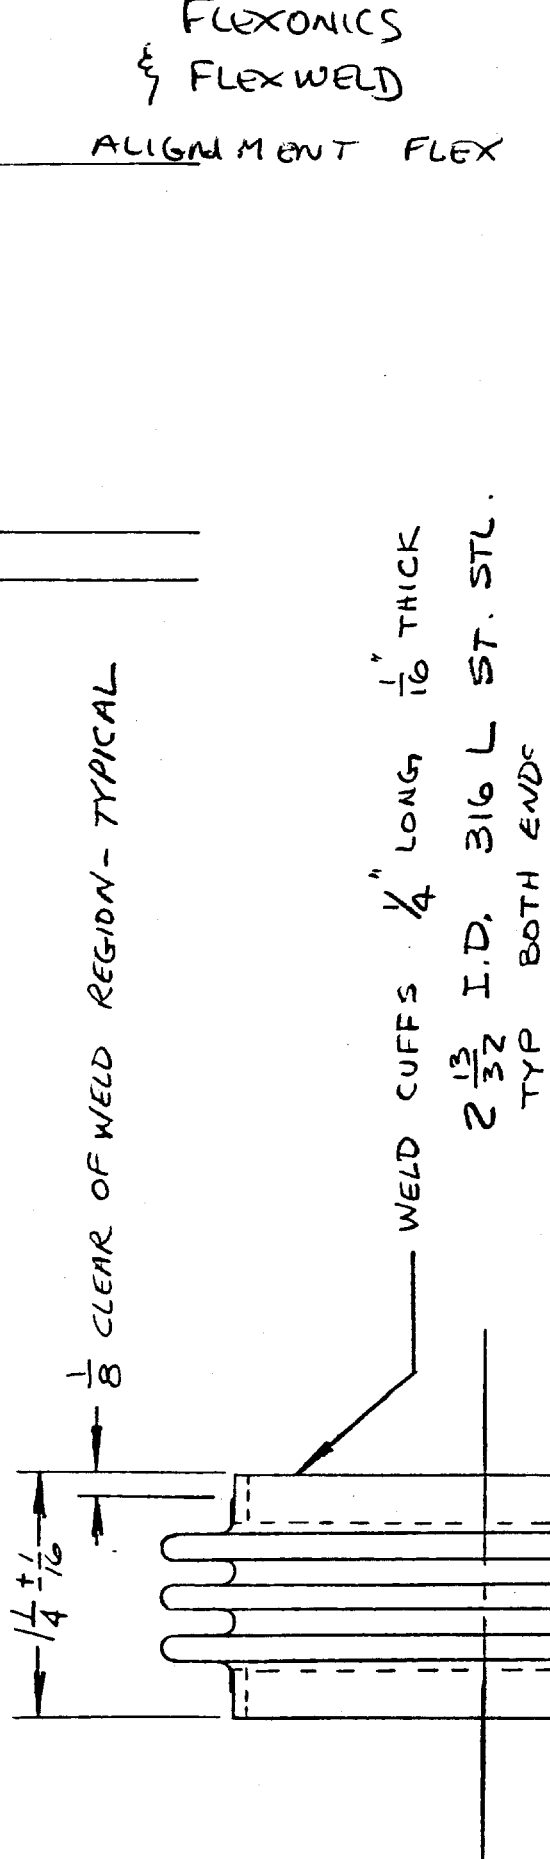 FLEXONICS
& FLEXWELD
ALIGNMENT FLEX
1/8 CLEAR OF WELD REGION - TYPICAL
WELD CUFFS 1/4" LONG 1/16" THICK
2 13/32 I.D. 316 L ST. STL.
TYP BOTH ENDS
1 1/4 ± 1/16